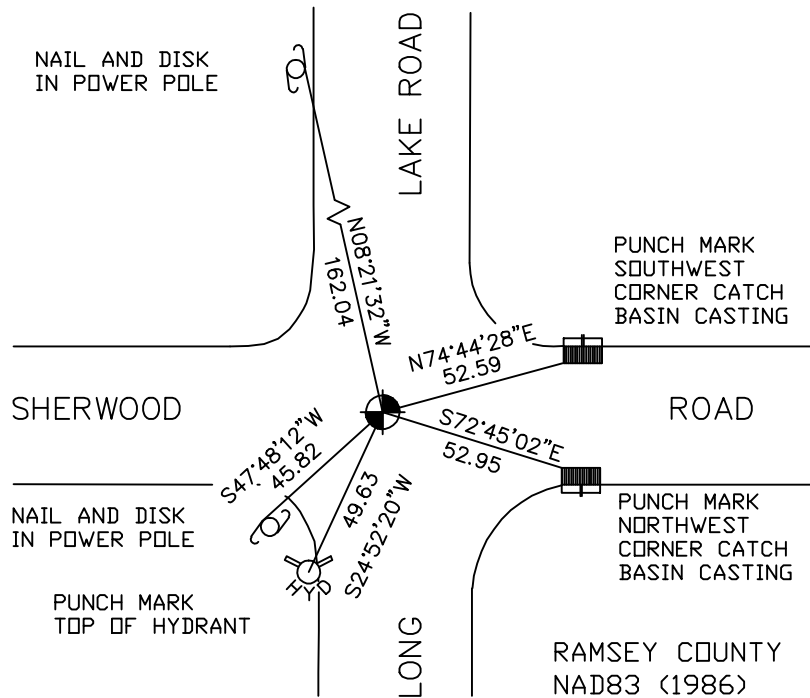 NAIL AND DISK
IN POWER POLE
LAKE ROAD
N08°21'32"W
162.04
PUNCH MARK
SOUTHWEST
CORNER CATCH
BASIN CASTING
N74°44'28"E
52.59
SHERWOOD
ROAD
S72°45'02"E
52.95
S47°48'12"W
45.82
49.63
S24°52'20"W
NAIL AND DISK
IN POWER POLE
HYD
PUNCH MARK
TOP OF HYDRANT
PUNCH MARK
NORTHWEST
CORNER CATCH
BASIN CASTING
LONG
RAMSEY COUNTY
NAD83 (1986)